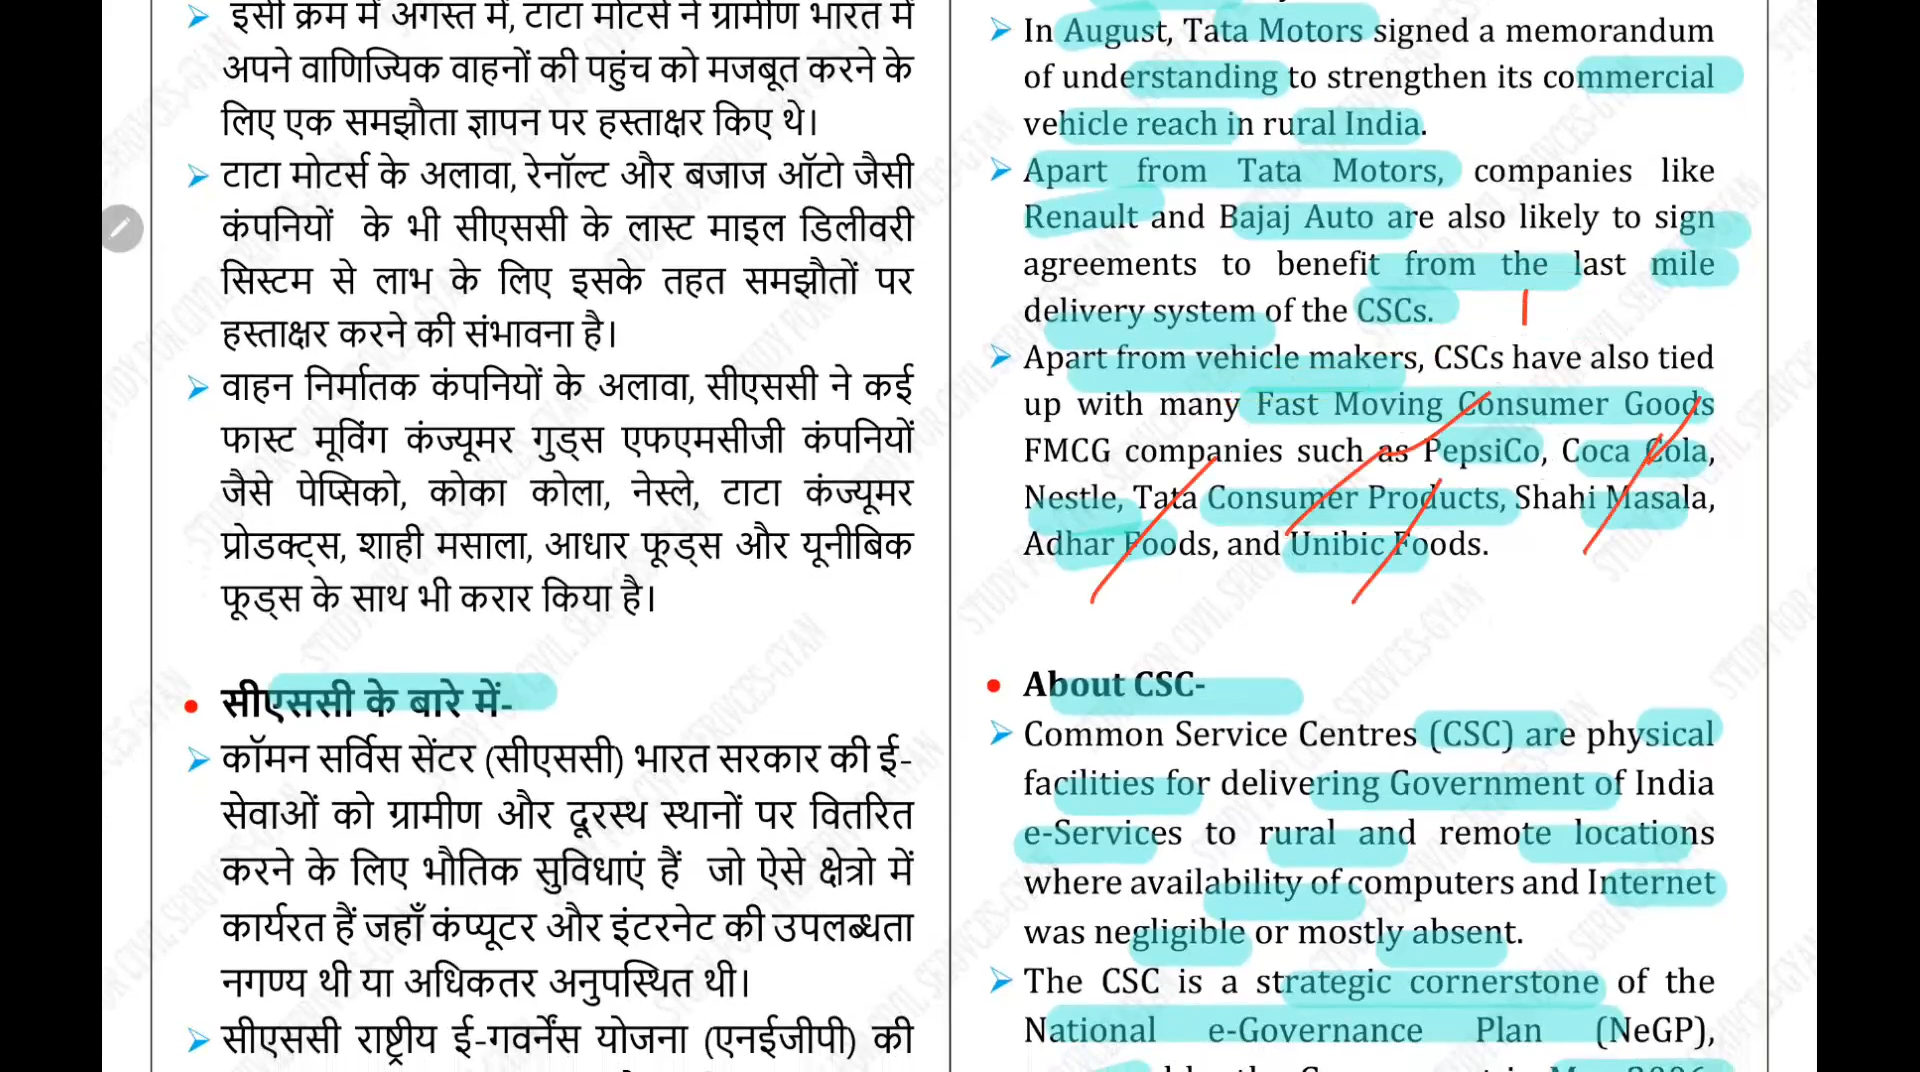 इसी क्रम में अगस्त में, टाटा मोटर्स ने ग्रामीण भारत में
अपने वाणिज्यिक वाहनों की पहुंच को मजबूत करने के
लिए एक समझौता ज्ञापन पर हस्ताक्षर किए थे।
टाटा मोटर्स के अलावा, रेनॉल्ट और बजाज ऑटो जैसी
कंपनियों के भी सीएससी के लास्ट माइल डिलीवरी
सिस्टम से लाभ के लिए इसके तहत समझौतों पर
हस्ताक्षर करने की संभावना है।
वाहन निर्मातक कंपनियों के अलावा, सीएससी ने कई
फास्ट मूविंग कंज्यूमर गुड्स एफएमसीजी कंपनियों
जैसे पेप्सिको, कोका कोला, नेस्ले, टाटा कंज्यूमर
प्रोडक्ट्स, शाही मसाला, आधार फूड्स और यूनीबिक
फूड्स के साथ भी करार किया है।
सीएससी के बारे में-
कॉमन सर्विस सेंटर (सीएससी) भारत सरकार की ई-
सेवाओं को ग्रामीण और दूरस्थ स्थानों पर वितरित
करने के लिए भौतिक सुविधाएं हैं जो ऐसे क्षेत्रो में
कार्यरत हैं जहाँ कंप्यूटर और इंटरनेट की उपलब्धता
नगण्य थी या अधिकतर अनुपस्थित थी।
सीएससी राष्ट्रीय ई-गवर्नेंस योजना (एनईजीपी) की
In August, Tata Motors signed a memorandum
of understanding to strengthen its commercial
vehicle reach in rural India.
Apart from Tata Motors, companies like
Renault and Bajaj Auto are also likely to sign
agreements to benefit from the last mile
delivery system of the CSCs.
Apart from vehicle makers, CSCs have also tied
up with many Fast Moving Consumer Goods
FMCG companies such as PepsiCo, Coca Cola,
Nestle, Tata Consumer Products, Shahi Masala,
Adhar Foods, and Unibic Foods.
About CSC-
Common Service Centres (CSC) are physical
facilities for delivering Government of India
e-Services to rural and remote locations
where availability of computers and Internet
was negligible or mostly absent.
The CSC is a strategic cornerstone of the
National e-Governance Plan (NeGP),